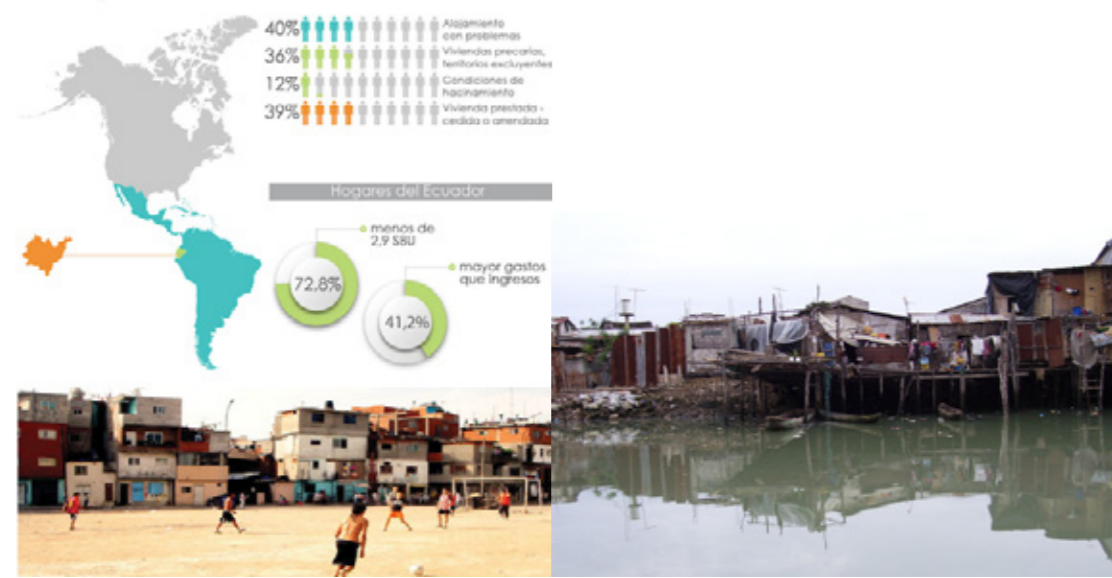 40%
Alojamiento
con problemas
36%
Viviendas precarias,
territorios excluyentes
12%
Condiciones de
hacinamiento
39%
Vivienda prestada -
cedida o arrendada
Hogares del Ecuador
menos de
2,9 SBU
72,8%
mayor gastos
que ingresos
41,2%